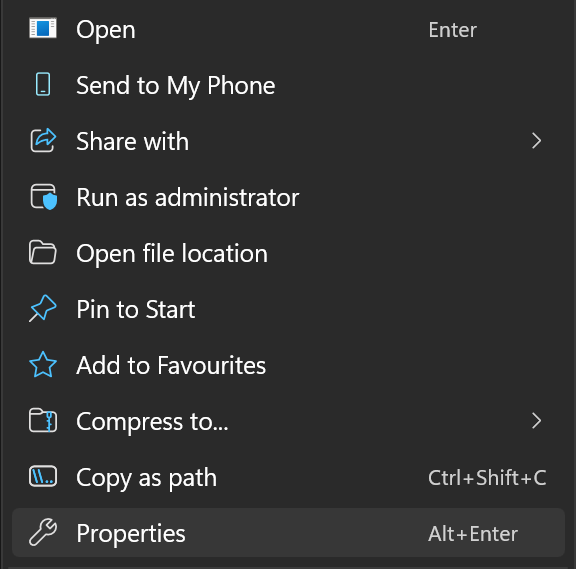 Open Enter
Send to My Phone
Share with
Run as administrator
Open file location
Pin to Start
Add to Favourites
Compress to...
Copy as path Ctrl+Shift+C
Properties Alt+Enter